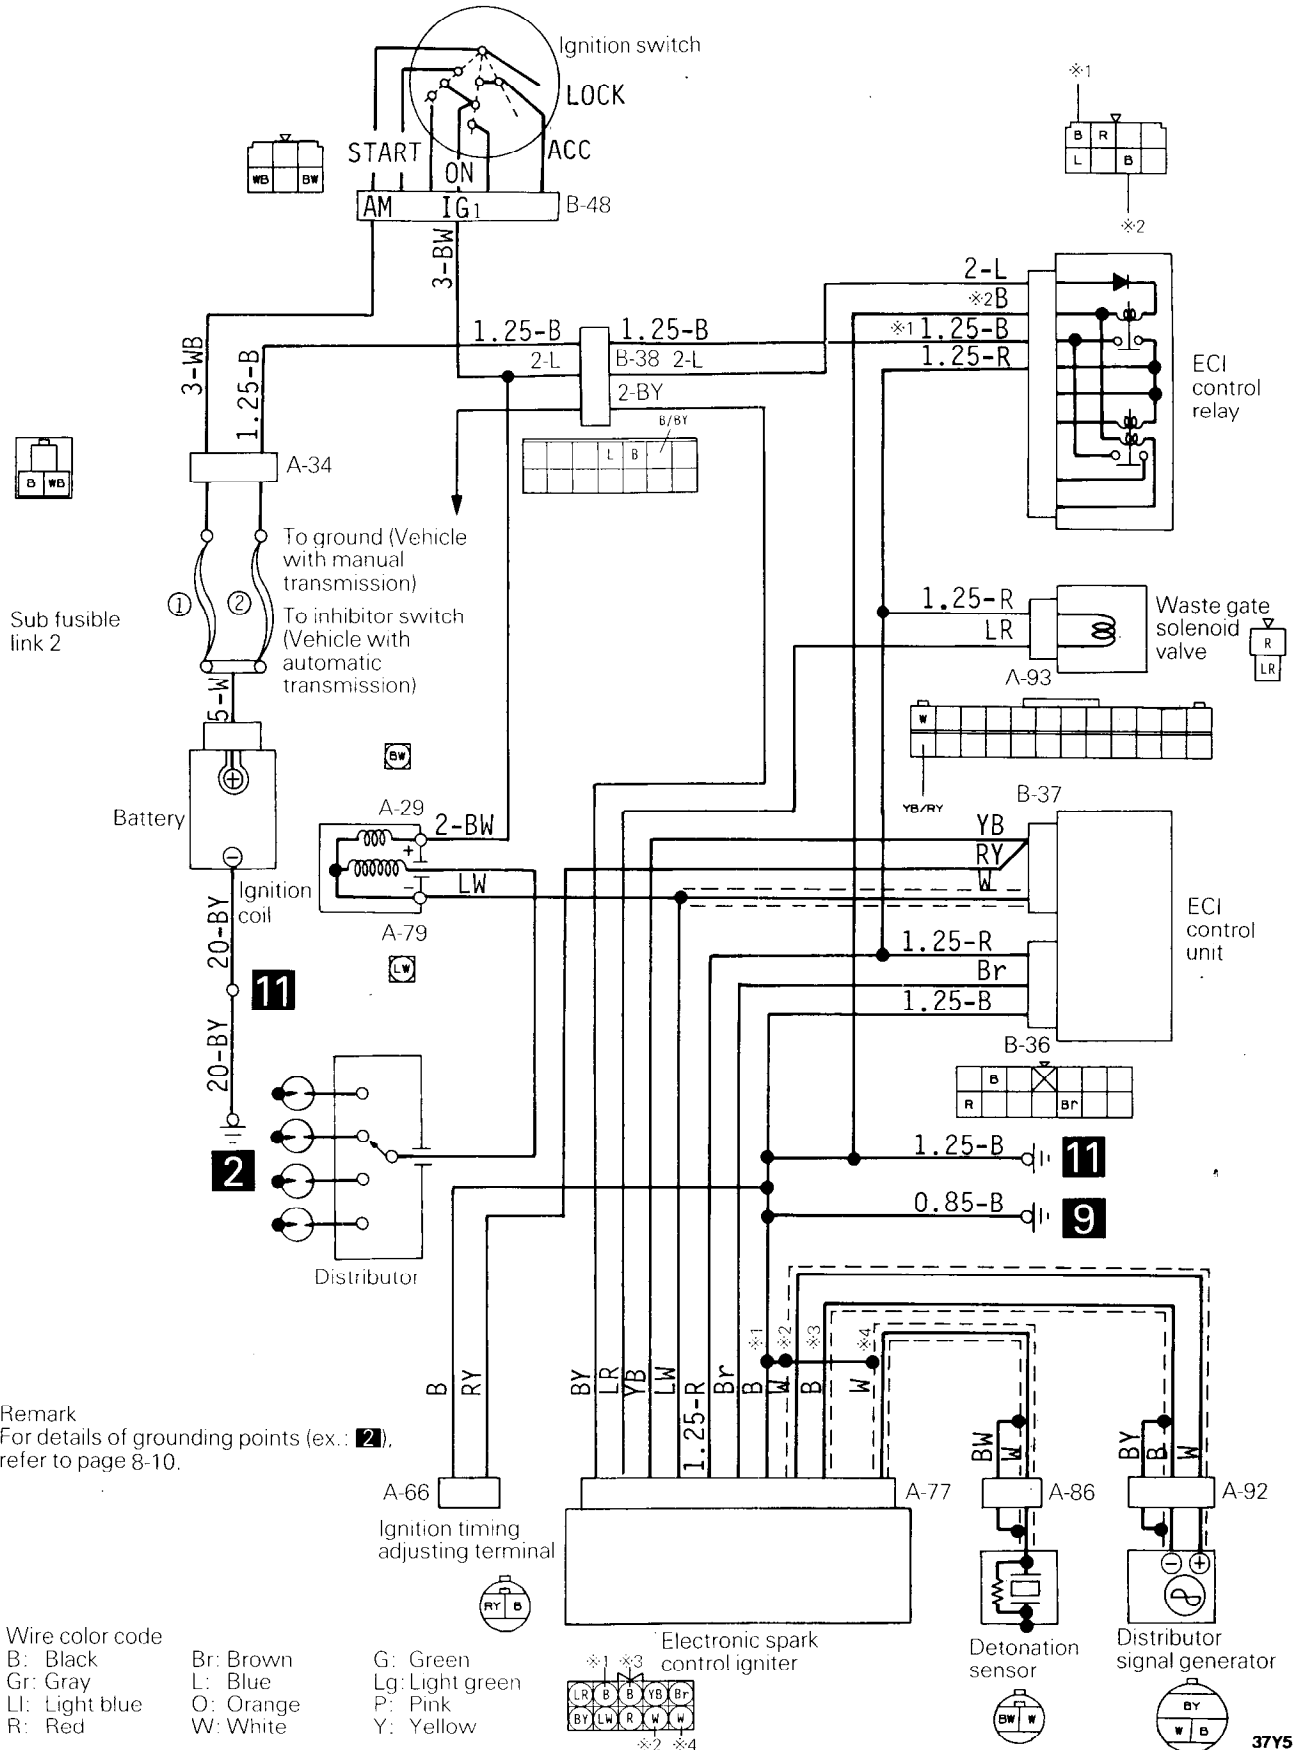 Ignition switch
LOCK
ACC
START
ON
WB BW
AM IG1 B-48
※1
B R
L B
※2
3-BW
3-WB
1.25-B
1.25-B
2-L
B-38
1.25-B
2-L
2-BY
B/BY
L B
2-L
※2B
※1 1.25-B
1.25-R
ECI
control
relay
B WB
A-34
To ground (Vehicle
with manual
transmission)
To inhibitor switch
(Vehicle with
automatic
transmission)
① ②
Sub fusible
link 2
5-W
1.25-R
LR
A-93
Waste gate
solenoid
valve
R
LR
W
YB/RY
B-37
Battery
+
−
BW
A-29
2-BW
+
−
LW
Ignition
coil
A-79
LW
YB
RY
W
ECI
control
unit
1.25-R
Br
1.25-B
B-36
B
R Br
20-BY
11
20-BY
2
Distributor
1.25-B 11
0.85-B 9
※1 ※2 ※3 ※4
B RY BY LR YB LW 1.25-R Br B W B W
BW W BY B W
Remark
For details of grounding points (ex.: 2),
refer to page 8-10.
A-66
A-77
A-86
A-92
Ignition timing
adjusting terminal
RY B
− +
Electronic spark
control igniter
Detonation
sensor
Distributor
signal generator
※1 ※3
LR B B YB Br
BY LW R W W
※2 ※4
BW W
BY
W B
Wire color code
B: Black Br: Brown G: Green
Gr: Gray L: Blue Lg: Light green
Ll: Light blue O: Orange P: Pink
R: Red W: White Y: Yellow
37Y5